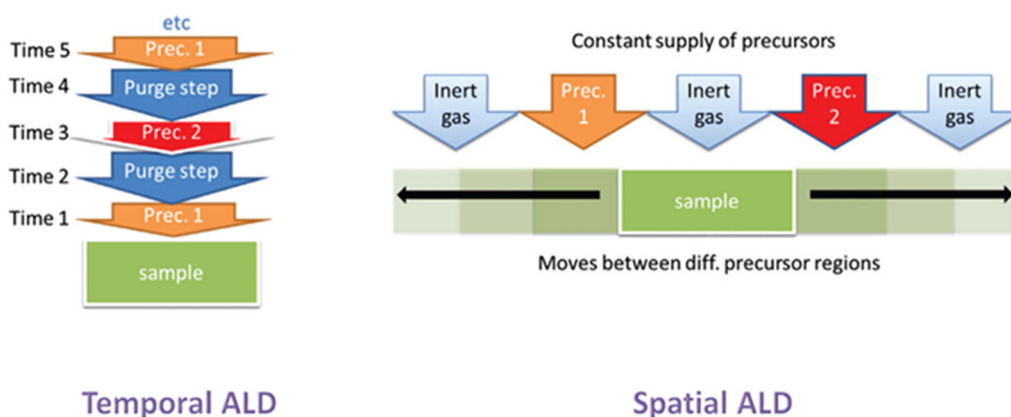 etc
Time 5
Prec. 1
Time 4
Purge step
Time 3
Prec. 2
Time 2
Purge step
Time 1
Prec. 1
sample
Temporal ALD
Constant supply of precursors
Inert
gas
Prec.
1
Inert
gas
Prec.
2
Inert
gas
sample
Moves between diff. precursor regions
Spatial ALD